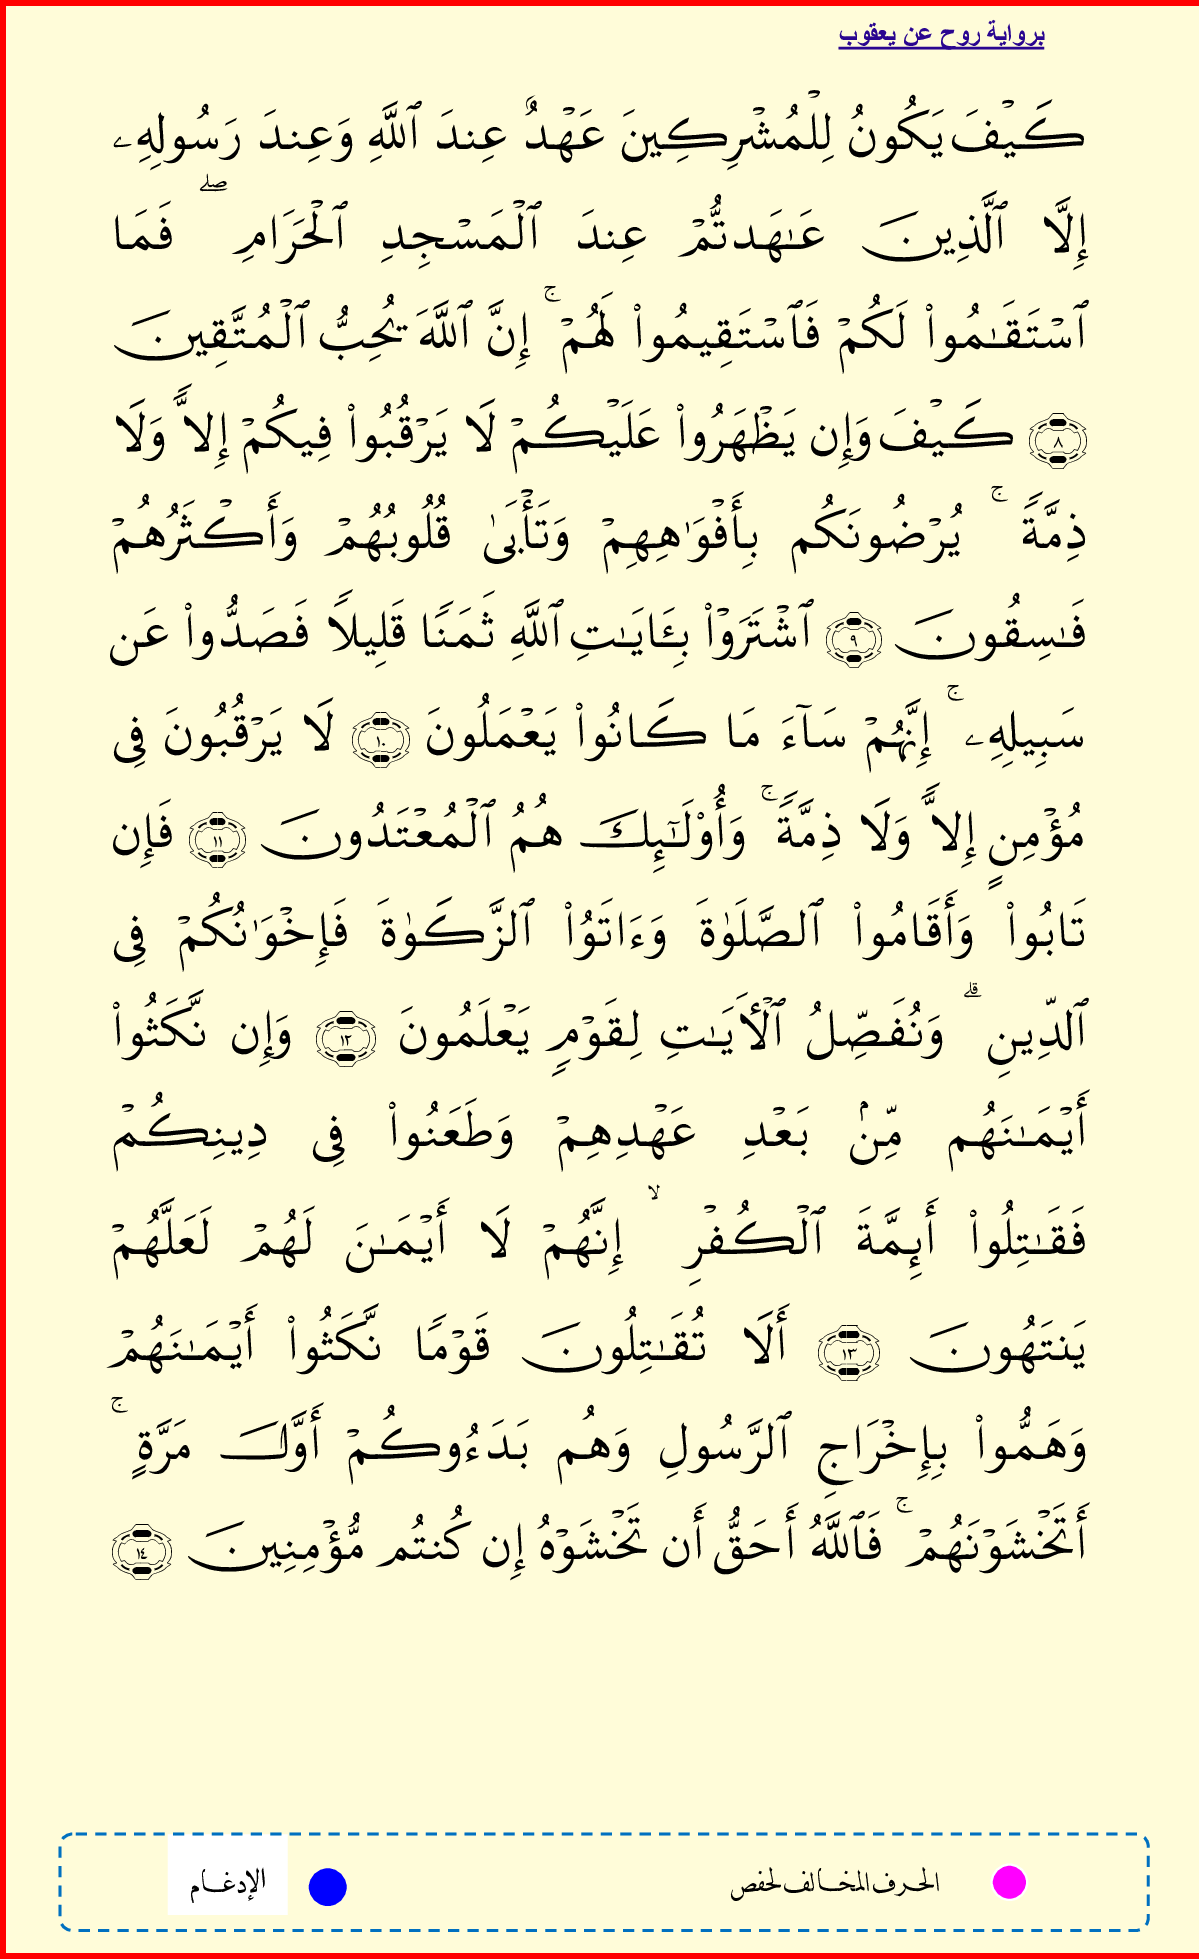 برواية روح عن يعقوب
كَيۡفَ يَكُونُ لِلۡمُشۡرِكِينَ عَهۡدٌ عِندَ ٱللَّهِ وَعِندَ رَسُولِهِۦٓ
إِلَّا ٱلَّذِينَ عَٰهَدتُّمۡ عِندَ ٱلۡمَسۡجِدِ ٱلۡحَرَامِۖ فَمَا
ٱسۡتَقَٰمُواْ لَكُمۡ فَٱسۡتَقِيمُواْ لَهُمۡۚ إِنَّ ٱللَّهَ يُحِبُّ ٱلۡمُتَّقِينَ
٨ كَيۡفَ وَإِن يَظۡهَرُواْ عَلَيۡكُمۡ لَا يَرۡقُبُواْ فِيكُمۡ إِلّٗا وَلَا
ذِمَّةٗۚ يُرۡضُونَكُم بِأَفۡوَٰهِهِمۡ وَتَأۡبَىٰ قُلُوبُهُمۡ وَأَكۡثَرُهُمۡ
فَٰسِقُونَ ٩ ٱشۡتَرَوۡاْ بِـَٔايَٰتِ ٱللَّهِ ثَمَنٗا قَلِيلٗا فَصَدُّواْ عَن
سَبِيلِهِۦۚ إِنَّهُمۡ سَآءَ مَا كَانُواْ يَعۡمَلُونَ ١٠ لَا يَرۡقُبُونَ فِي
مُؤۡمِنٍ إِلّٗا وَلَا ذِمَّةٗۚ وَأُوْلَٰٓئِكَ هُمُ ٱلۡمُعۡتَدُونَ ١١ فَإِن
تَابُواْ وَأَقَامُواْ ٱلصَّلَوٰةَ وَءَاتَوُاْ ٱلزَّكَوٰةَ فَإِخۡوَٰنُكُمۡ فِي
ٱلدِّينِۗ وَنُفَصِّلُ ٱلۡأٓيَٰتِ لِقَوۡمٖ يَعۡلَمُونَ ١٢ وَإِن نَّكَثُواْ
أَيۡمَٰنَهُم مِّنۢ بَعۡدِ عَهۡدِهِمۡ وَطَعَنُواْ فِي دِينِكُمۡ
فَقَٰتِلُواْ أَئِمَّةَ ٱلۡكُفۡرِۙ إِنَّهُمۡ لَا أَيۡمَٰنَ لَهُمۡ لَعَلَّهُمۡ
يَنتَهُونَ ١٣ أَلَا تُقَٰتِلُونَ قَوۡمٗا نَّكَثُواْ أَيۡمَٰنَهُمۡ
وَهَمُّواْ بِإِخۡرَاجِ ٱلرَّسُولِ وَهُم بَدَءُوكُمۡ أَوَّلَ مَرَّةٍۚ
أَتَخۡشَوۡنَهُمۡۚ فَٱللَّهُ أَحَقُّ أَن تَخۡشَوۡهُ إِن كُنتُم مُّؤۡمِنِينَ ١٤
الحرف المخالف لحفص
الإدغام